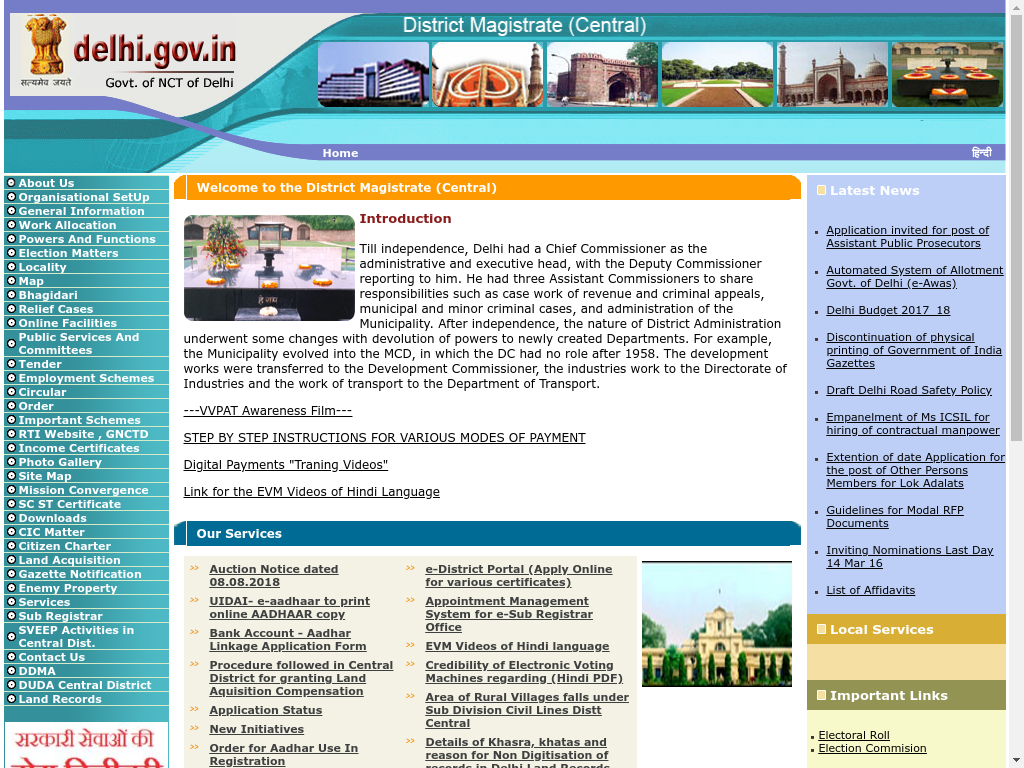 District Magistrate (Central)
सत्यमेव जयते
delhi.gov.in
Govt. of NCT of Delhi
Home
हिन्दी
About Us
Organisational SetUp
General Information
Work Allocation
Powers And Functions
Election Matters
Locality
Map
Bhagidari
Relief Cases
Online Facilities
Public Services And
Committees
Tender
Employment Schemes
Circular
Order
Important Schemes
RTI Website , GNCTD
Income Certificates
Photo Gallery
Site Map
Mission Convergence
SC ST Certificate
Downloads
CIC Matter
Citizen Charter
Land Acquisition
Gazette Notification
Enemy Property
Services
Sub Registrar
SVEEP Activities in
Central Dist.
Contact Us
DDMA
DUDA Central District
Land Records
सरकारी सेवाओं की
Welcome to the District Magistrate (Central)
Introduction
Till independence, Delhi had a Chief Commissioner as the
administrative and executive head, with the Deputy Commissioner
reporting to him. He had three Assistant Commissioners to share
responsibilities such as case work of revenue and criminal appeals,
municipal and minor criminal cases, and administration of the
Municipality. After independence, the nature of District Administration
underwent some changes with devolution of powers to newly created Departments. For example,
the Municipality evolved into the MCD, in which the DC had no role after 1958. The development
works were transferred to the Development Commissioner, the industries work to the Directorate of
Industries and the work of transport to the Department of Transport.
---VVPAT Awareness Film---
STEP BY STEP INSTRUCTIONS FOR VARIOUS MODES OF PAYMENT
Digital Payments "Traning Videos"
Link for the EVM Videos of Hindi Language
Our Services
Auction Notice dated
08.08.2018
UIDAI- e-aadhaar to print
online AADHAAR copy
Bank Account - Aadhar
Linkage Application Form
Procedure followed in Central
District for granting Land
Aquisition Compensation
Application Status
New Initiatives
Order for Aadhar Use In
Registration
e-District Portal (Apply Online
for various certificates)
Appointment Management
System for e-Sub Registrar
Office
EVM Videos of Hindi language
Credibility of Electronic Voting
Machines regarding (Hindi PDF)
Area of Rural Villages falls under
Sub Division Civil Lines Distt
Central
Details of Khasra, khatas and
reason for Non Digitisation of
records in Delhi Land Records
Latest News
Application invited for post of
Assistant Public Prosecutors
Automated System of Allotment
Govt. of Delhi (e-Awas)
Delhi Budget 2017_18
Discontinuation of physical
printing of Government of India
Gazettes
Draft Delhi Road Safety Policy
Empanelment of Ms ICSIL for
hiring of contractual manpower
Extention of date Application for
the post of Other Persons
Members for Lok Adalats
Guidelines for Modal RFP
Documents
Inviting Nominations Last Day
14 Mar 16
List of Affidavits
Local Services
Important Links
Electoral Roll
Election Commision